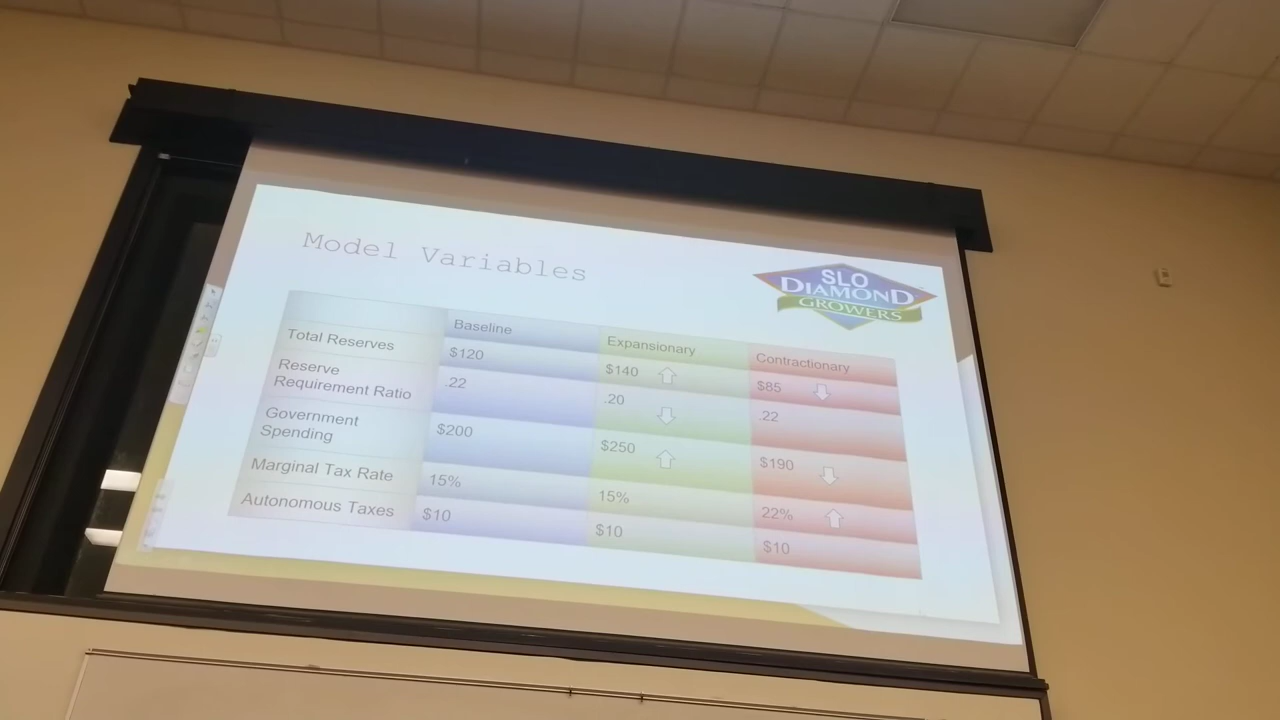 Model Variables
SLO
DIAMOND
GROWERS
Baseline Expansionary Contractionary
Total Reserves $120 $140 $85
Reserve
Requirement Ratio .22 .20 .22
Government
Spending $200 $250 $190
Marginal Tax Rate 15% 15% 22%
Autonomous Taxes $10 $10 $10